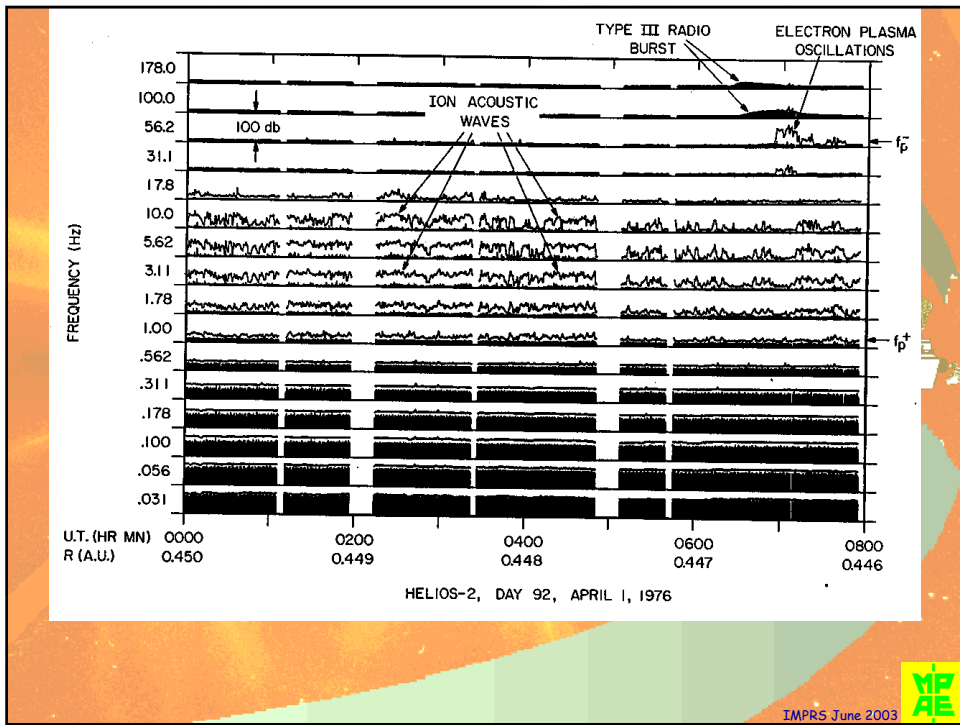 TYPE III RADIO
BURST
ELECTRON PLASMA
OSCILLATIONS
ION ACOUSTIC
WAVES
100 db
FREQUENCY (Hz)
178.0
100.0
56.2
31.1
17.8
10.0
5.62
3.11
1.78
1.00
.562
.311
.178
.100
.056
.031
fp-
fp+
U.T. (HR MN) 0000 0200 0400 0600 0800
R (A.U.) 0.450 0.449 0.448 0.447 0.446
HELIOS-2, DAY 92, APRIL 1, 1976
IMPRS June 2003
MPAE